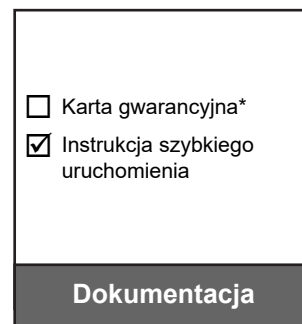 Karta gwarancyjna*
Instrukcja szybkiego
uruchomienia
Dokumentacja